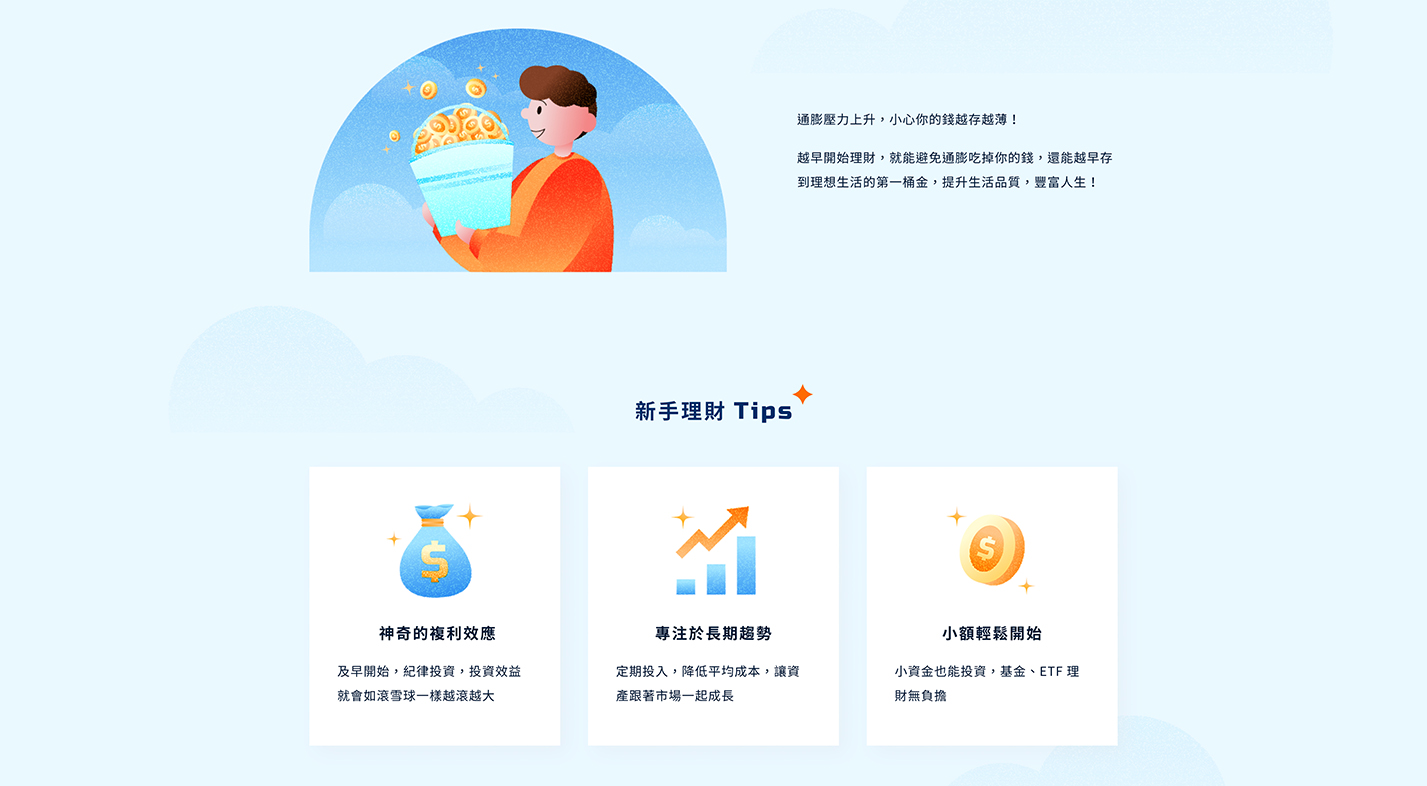 通膨壓力上升，小心你的錢越存越薄！
越早開始理財，就能避免通膨吃掉你的錢，還能越早存
到理想生活的第一桶金，提升生活品質，豐富人生！
新手理財 Tips
神奇的複利效應
及早開始，紀律投資，投資效益
就會如滾雪球一樣越滾越大
專注於長期趨勢
定期投入，降低平均成本，讓資
產跟著市場一起成長
小額輕鬆開始
小資金也能投資，基金、ETF 理
財無負擔